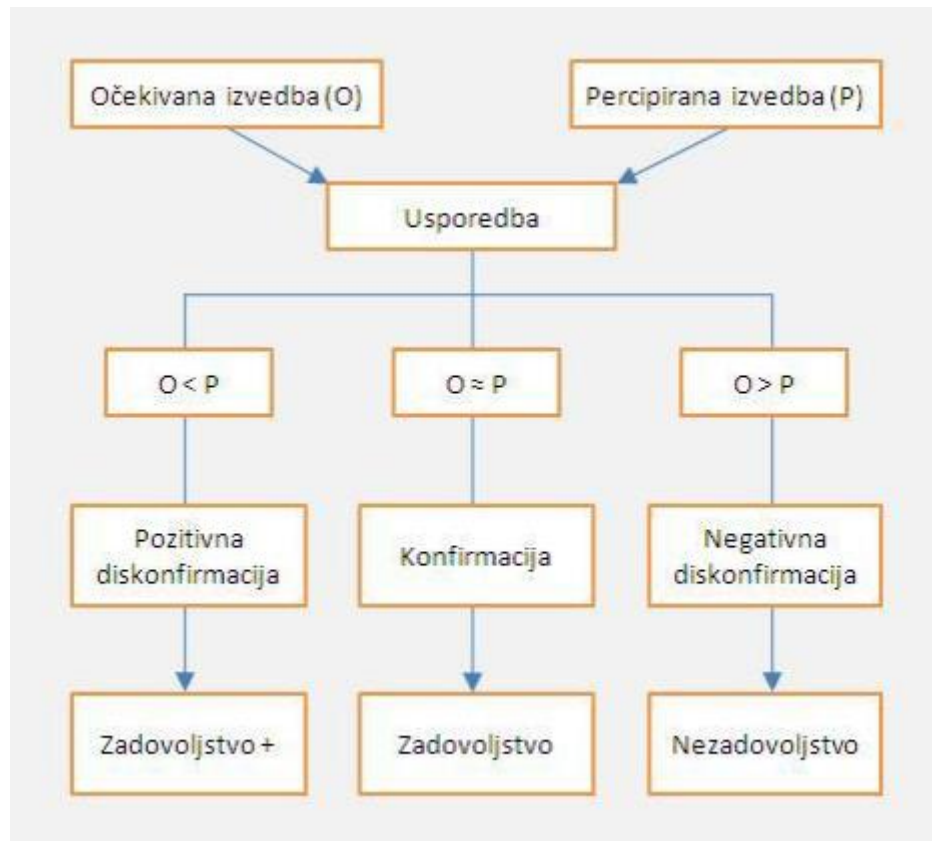 Očekivana izvedba (O)
Percipirana izvedba (P)
Usporedba
O < P
O ≈ P
O > P
Pozitivna
diskonfirmacija
Konfirmacija
Negativna
diskonfirmacija
Zadovoljstvo +
Zadovoljstvo
Nezadovoljstvo